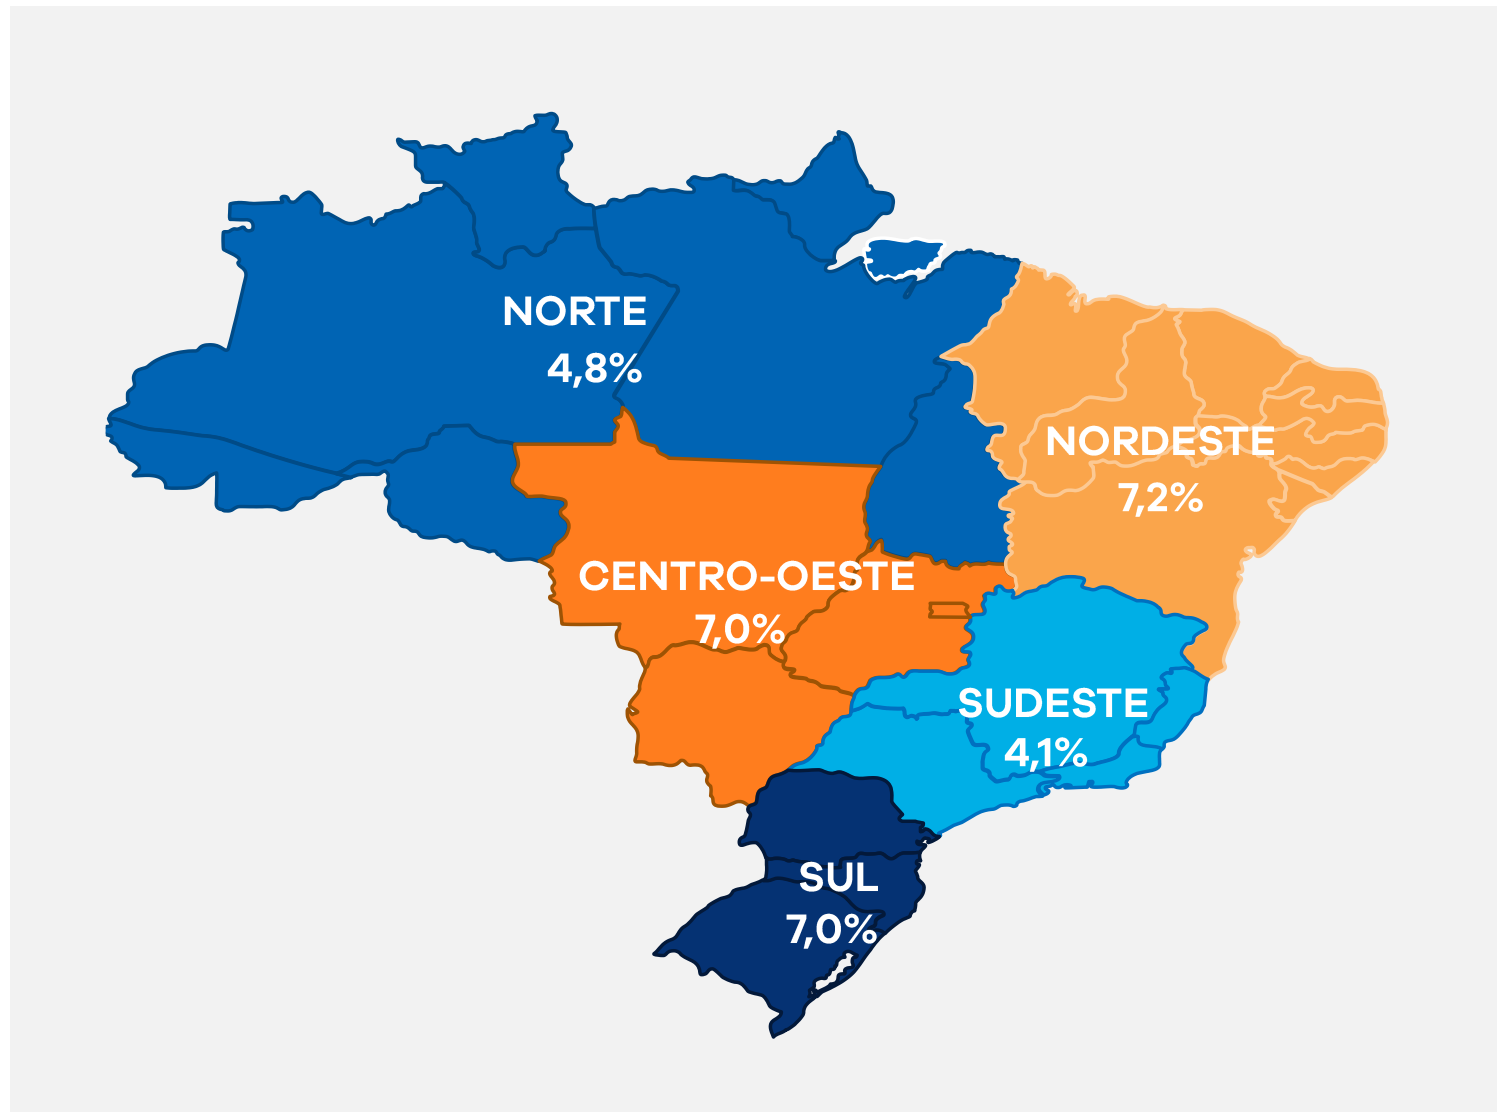 NORTE
4,8%
NORDESTE
7,2%
CENTRO-OESTE
7,0%
SUDESTE
4,1%
SUL
7,0%